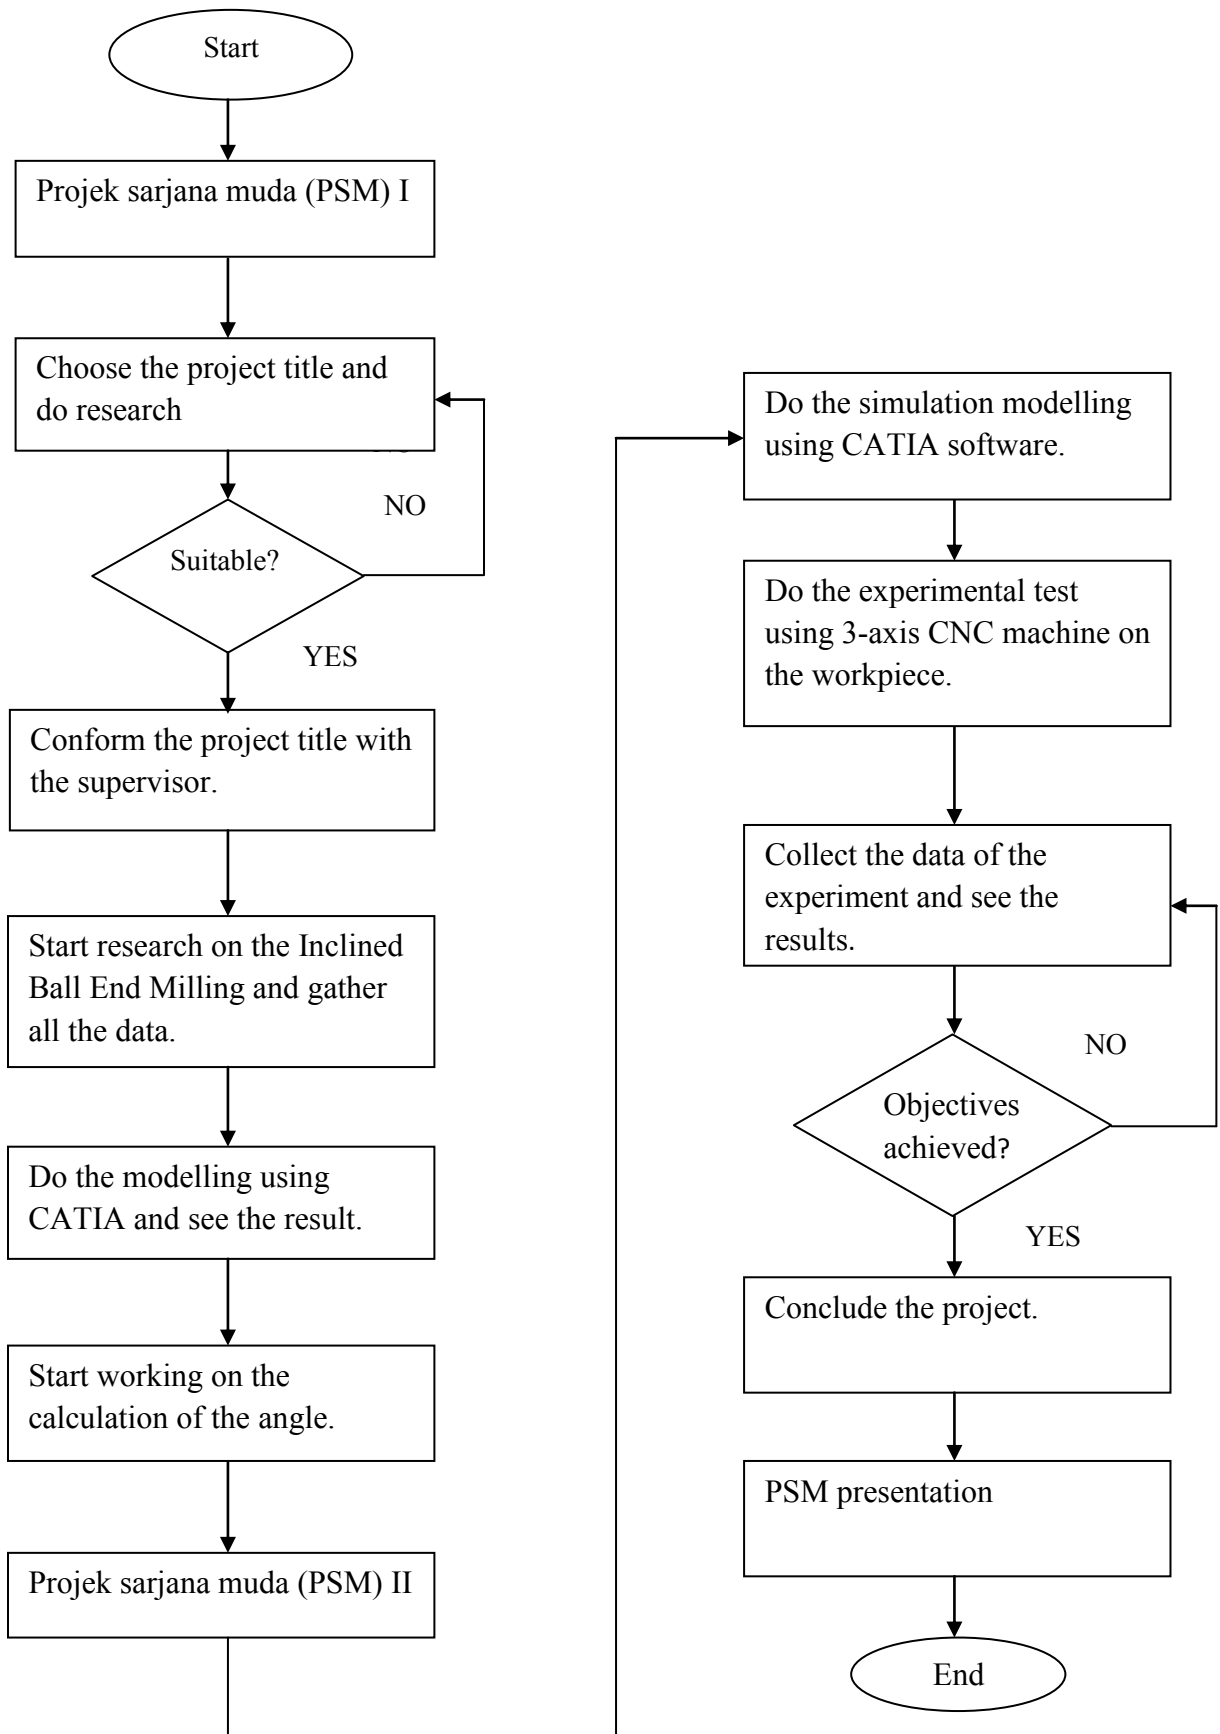 Start
Projek sarjana muda (PSM) I
Choose the project title and
do research
NO
Suitable?
YES
Conform the project title with
the supervisor.
Start research on the Inclined
Ball End Milling and gather
all the data.
Do the modelling using
CATIA and see the result.
Start working on the
calculation of the angle.
Projek sarjana muda (PSM) II
Do the simulation modelling
using CATIA software.
Do the experimental test
using 3-axis CNC machine on
the workpiece.
Collect the data of the
experiment and see the
results.
NO
Objectives
achieved?
YES
Conclude the project.
PSM presentation
End